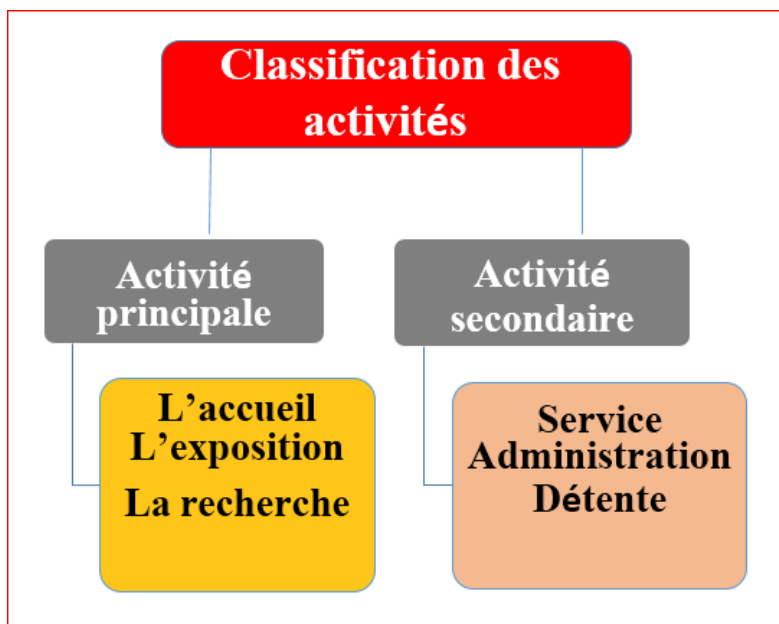 Classification des
activités
Activité
principale
Activité
secondaire
L’accueil
L’exposition
La recherche
Service
Administration
Détente